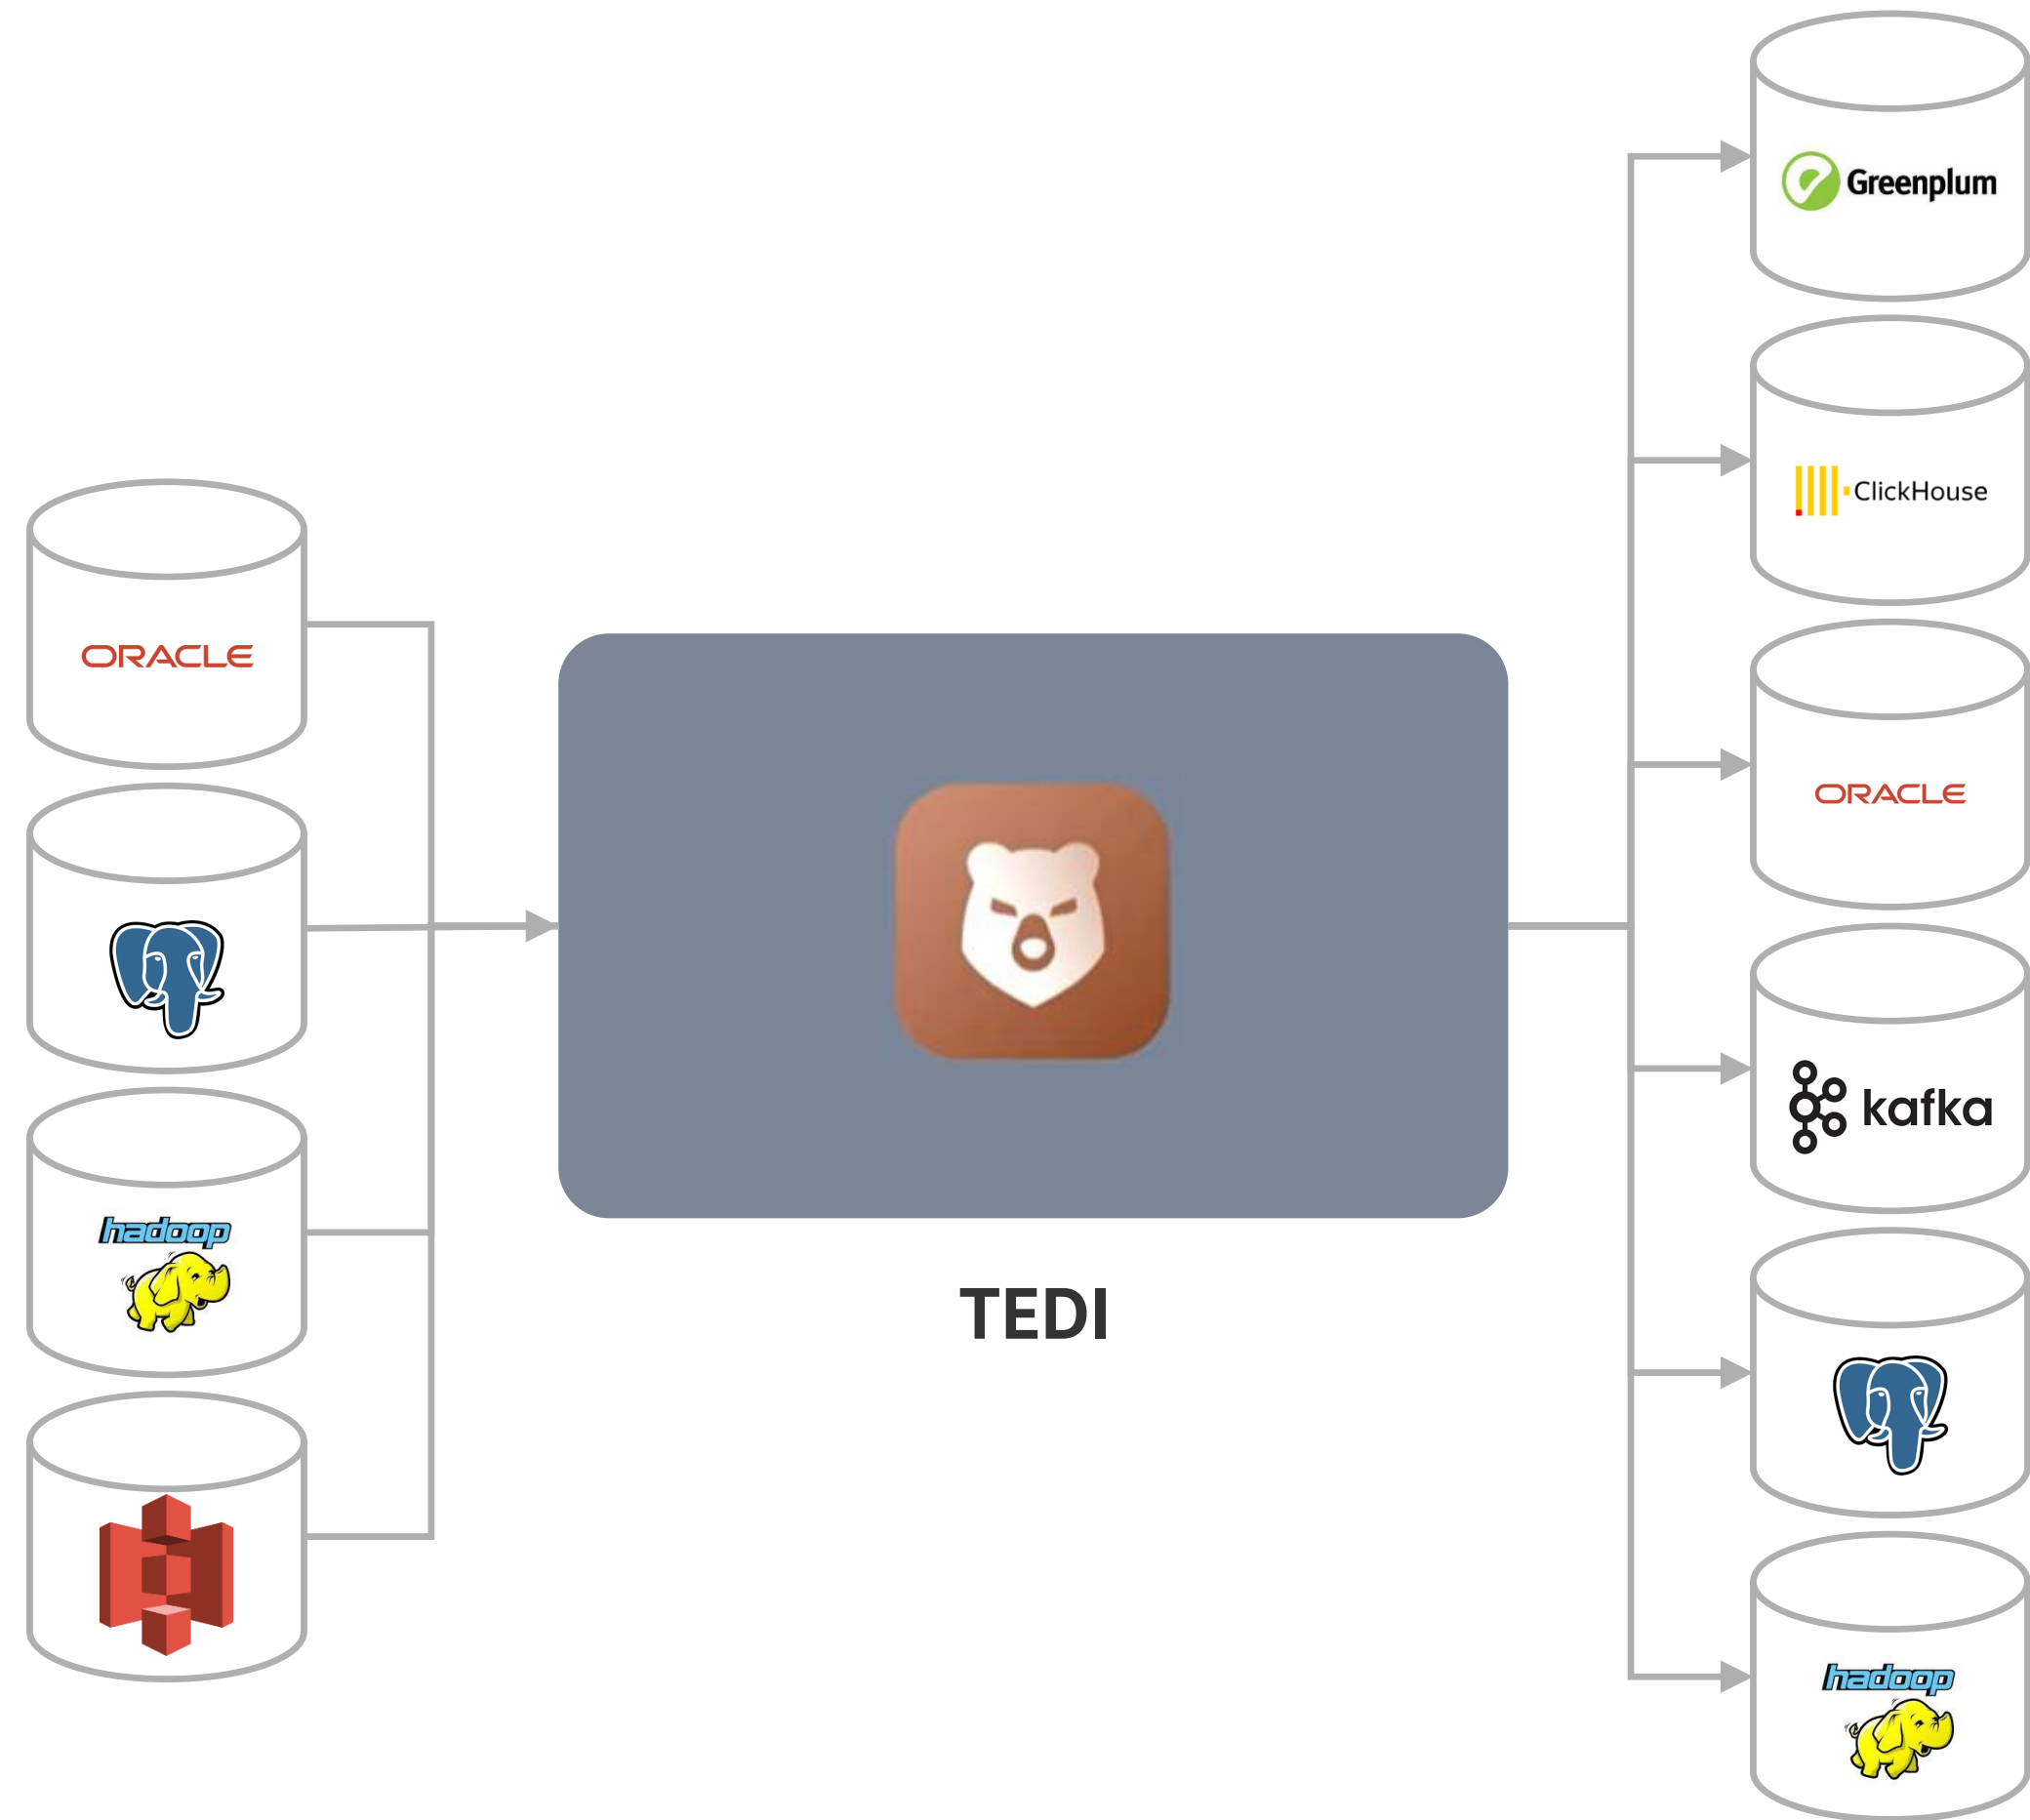 ORACLE
hadoop
TEDI
Greenplum
ClickHouse
ORACLE
kafka
hadoop